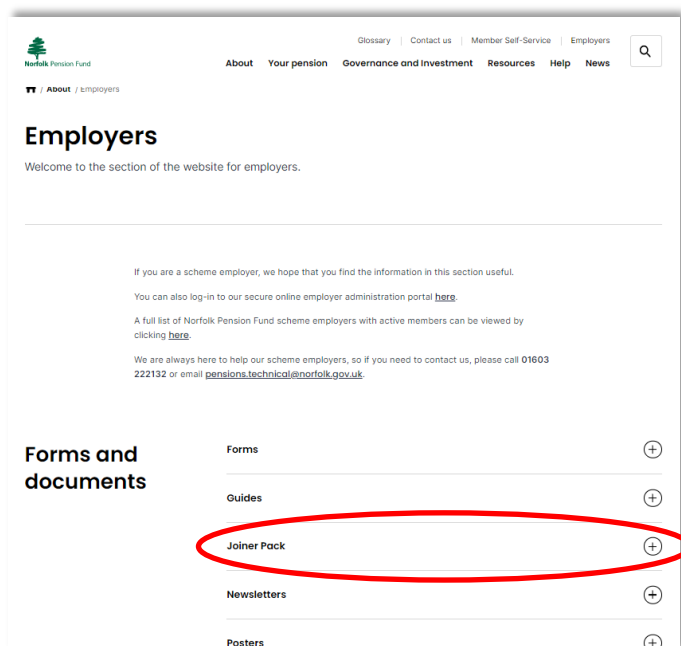 Glossary Contact us Member Self-Service Employers
Norfolk Pension Fund
About Your pension Governance and Investment Resources Help News
/ About / Employers
Employers
Welcome to the section of the website for employers.
If you are a scheme employer, we hope that you find the information in this section useful.
You can also log-in to our secure online employer administration portal here.
A full list of Norfolk Pension Fund scheme employers with active members can be viewed by
clicking here.
We are always here to help our scheme employers, so if you need to contact us, please call 01603
222132 or email pensions.technical@norfolk.gov.uk.
Forms and
documents
Forms
Guides
Joiner Pack
Newsletters
Posters